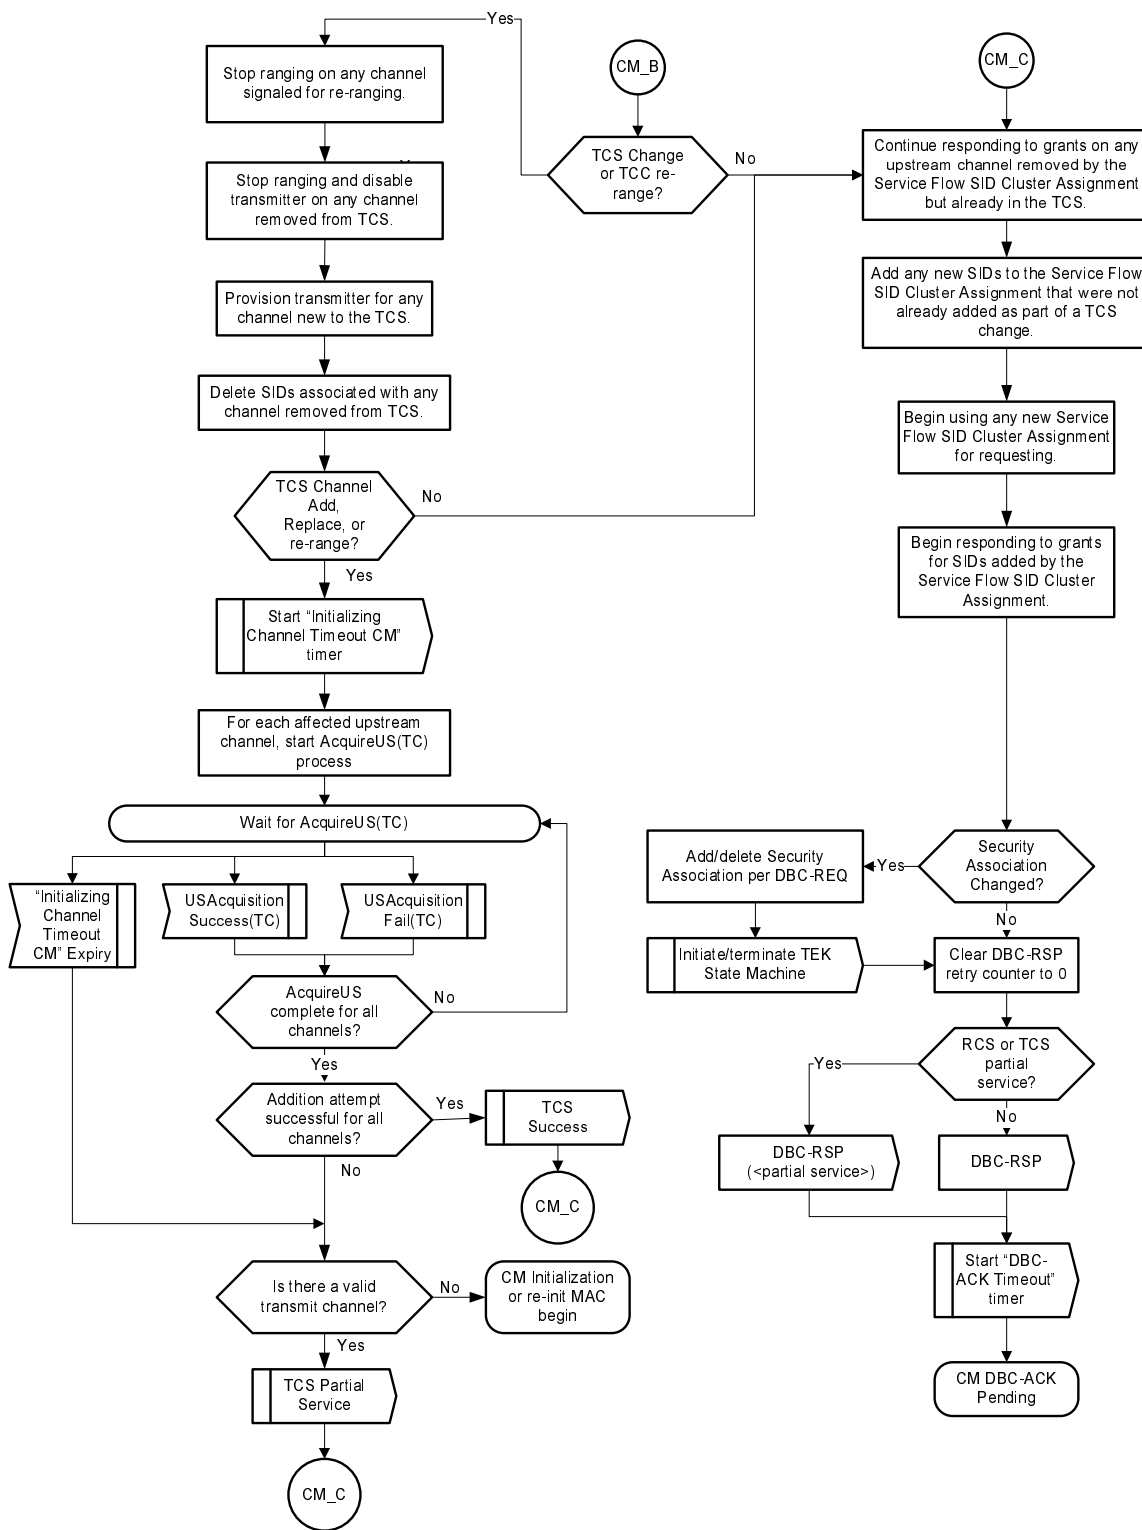 Yes
Stop ranging on any channel
signaled for re-ranging.
CM_B
CM_C
TCS Change
or TCC re-
range?
No
Continue responding to grants on any
upstream channel removed by the
Service Flow SID Cluster Assignment
but already in the TCS.
Stop ranging and disable
transmitter on any channel
removed from TCS.
Provision transmitter for any
channel new to the TCS.
Add any new SIDs to the Service Flow
SID Cluster Assignment that were not
already added as part of a TCS
change.
Delete SIDs associated with any
channel removed from TCS.
Begin using any new Service
Flow SID Cluster Assignment
for requesting.
TCS Channel
Add,
Replace, or
re-range?
No
Yes
Begin responding to grants
for SIDs added by the
Service Flow SID Cluster
Assignment.
Start “Initializing
Channel Timeout CM”
timer
For each affected upstream
channel, start AcquireUS(TC)
process
Wait for AcquireUS(TC)
“Initializing
Channel
Timeout
CM” Expiry
USAcquisition
Success(TC)
USAcquisition
Fail(TC)
Add/delete Security
Association per DBC-REQ
Yes
Security
Association
Changed?
No
Initiate/terminate TEK
State Machine
Clear DBC-RSP
retry counter to 0
AcquireUS
complete for all
channels?
No
Yes
RCS or TCS
partial
service?
Yes
No
Addition attempt
successful for all
channels?
Yes
TCS
Success
No
DBC-RSP
(<partial service>)
DBC-RSP
CM_C
Is there a valid
transmit channel?
No
CM Initialization
or re-init MAC
begin
Start “DBC-
ACK Timeout”
timer
Yes
TCS Partial
Service
CM DBC-ACK
Pending
CM_C